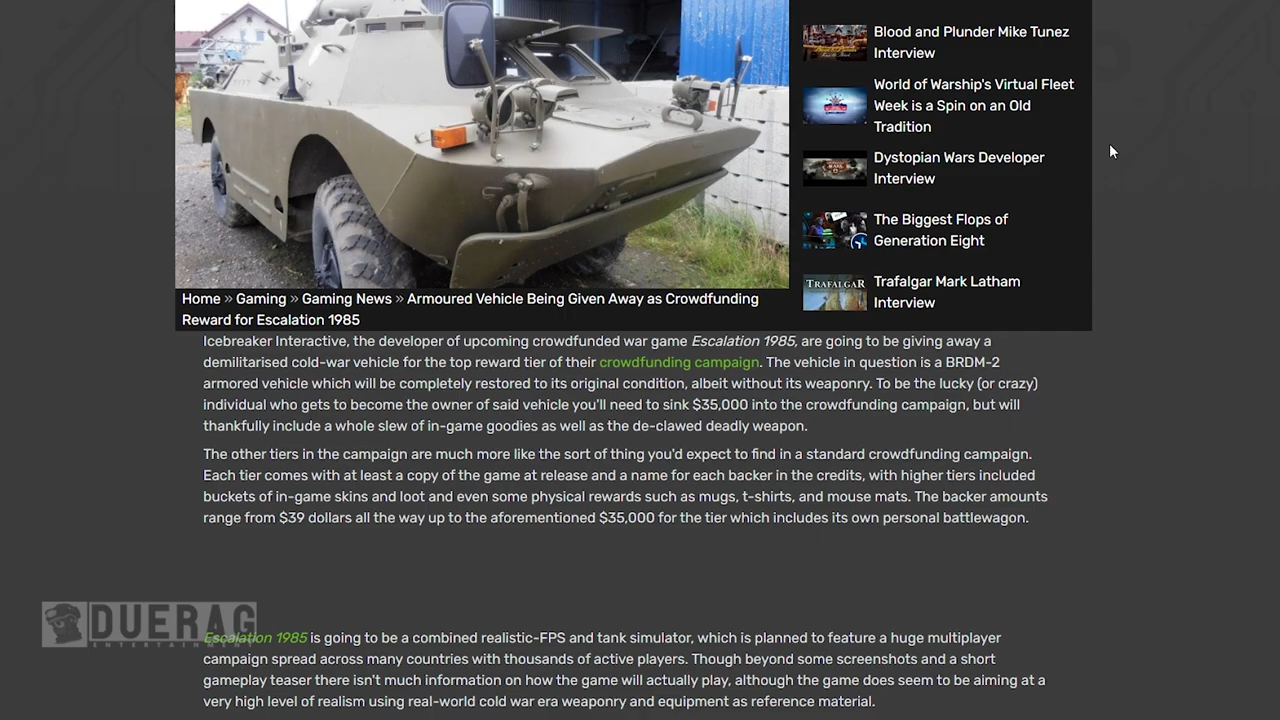 Blood and Plunder Mike Tunez
Interview
World of Warship's Virtual Fleet
Week is a Spin on an Old
Tradition
Dystopian Wars Developer
Interview
The Biggest Flops of
Generation Eight
TRAFALGAR
Trafalgar Mark Latham
Interview
Home » Gaming » Gaming News » Armoured Vehicle Being Given Away as Crowdfunding
Reward for Escalation 1985
Icebreaker Interactive, the developer of upcoming crowdfunded war game Escalation 1985, are going to be giving away a
demilitarised cold-war vehicle for the top reward tier of their crowdfunding campaign. The vehicle in question is a BRDM-2
armored vehicle which will be completely restored to its original condition, albeit without its weaponry. To be the lucky (or crazy)
individual who gets to become the owner of said vehicle you'll need to sink $35,000 into the crowdfunding campaign, but will
thankfully include a whole slew of in-game goodies as well as the de-clawed deadly weapon.
The other tiers in the campaign are much more like the sort of thing you'd expect to find in a standard crowdfunding campaign.
Each tier comes with at least a copy of the game at release and a name for each backer in the credits, with higher tiers included
buckets of in-game skins and loot and even some physical rewards such as mugs, t-shirts, and mouse mats. The backer amounts
range from $39 dollars all the way up to the aforementioned $35,000 for the tier which includes its own personal battlewagon.
DUERAG
ENTERTAINMENT
Escalation 1985 is going to be a combined realistic-FPS and tank simulator, which is planned to feature a huge multiplayer
campaign spread across many countries with thousands of active players. Though beyond some screenshots and a short
gameplay teaser there isn't much information on how the game will actually play, although the game does seem to be aiming at a
very high level of realism using real-world cold war era weaponry and equipment as reference material.